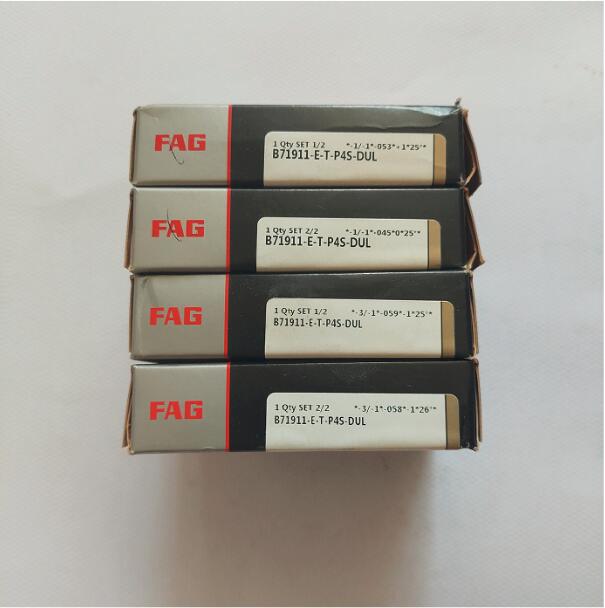 FAG
1 Qty SET 1/2 *-1/-1*-053*+1*25'*
B71911-E-T-P4S-DUL
FAG
1 Qty SET 2/2 *-1/-1*-045*0*25'*
B71911-E-T-P4S-DUL
FAG
1 Qty SET 1/2 *-3/-1*-059*-1*25'*
B71911-E-T-P4S-DUL
FAG
1 Qty SET 2/2 *-3/-1*-058*-1*26'*
B71911-E-T-P4S-DUL